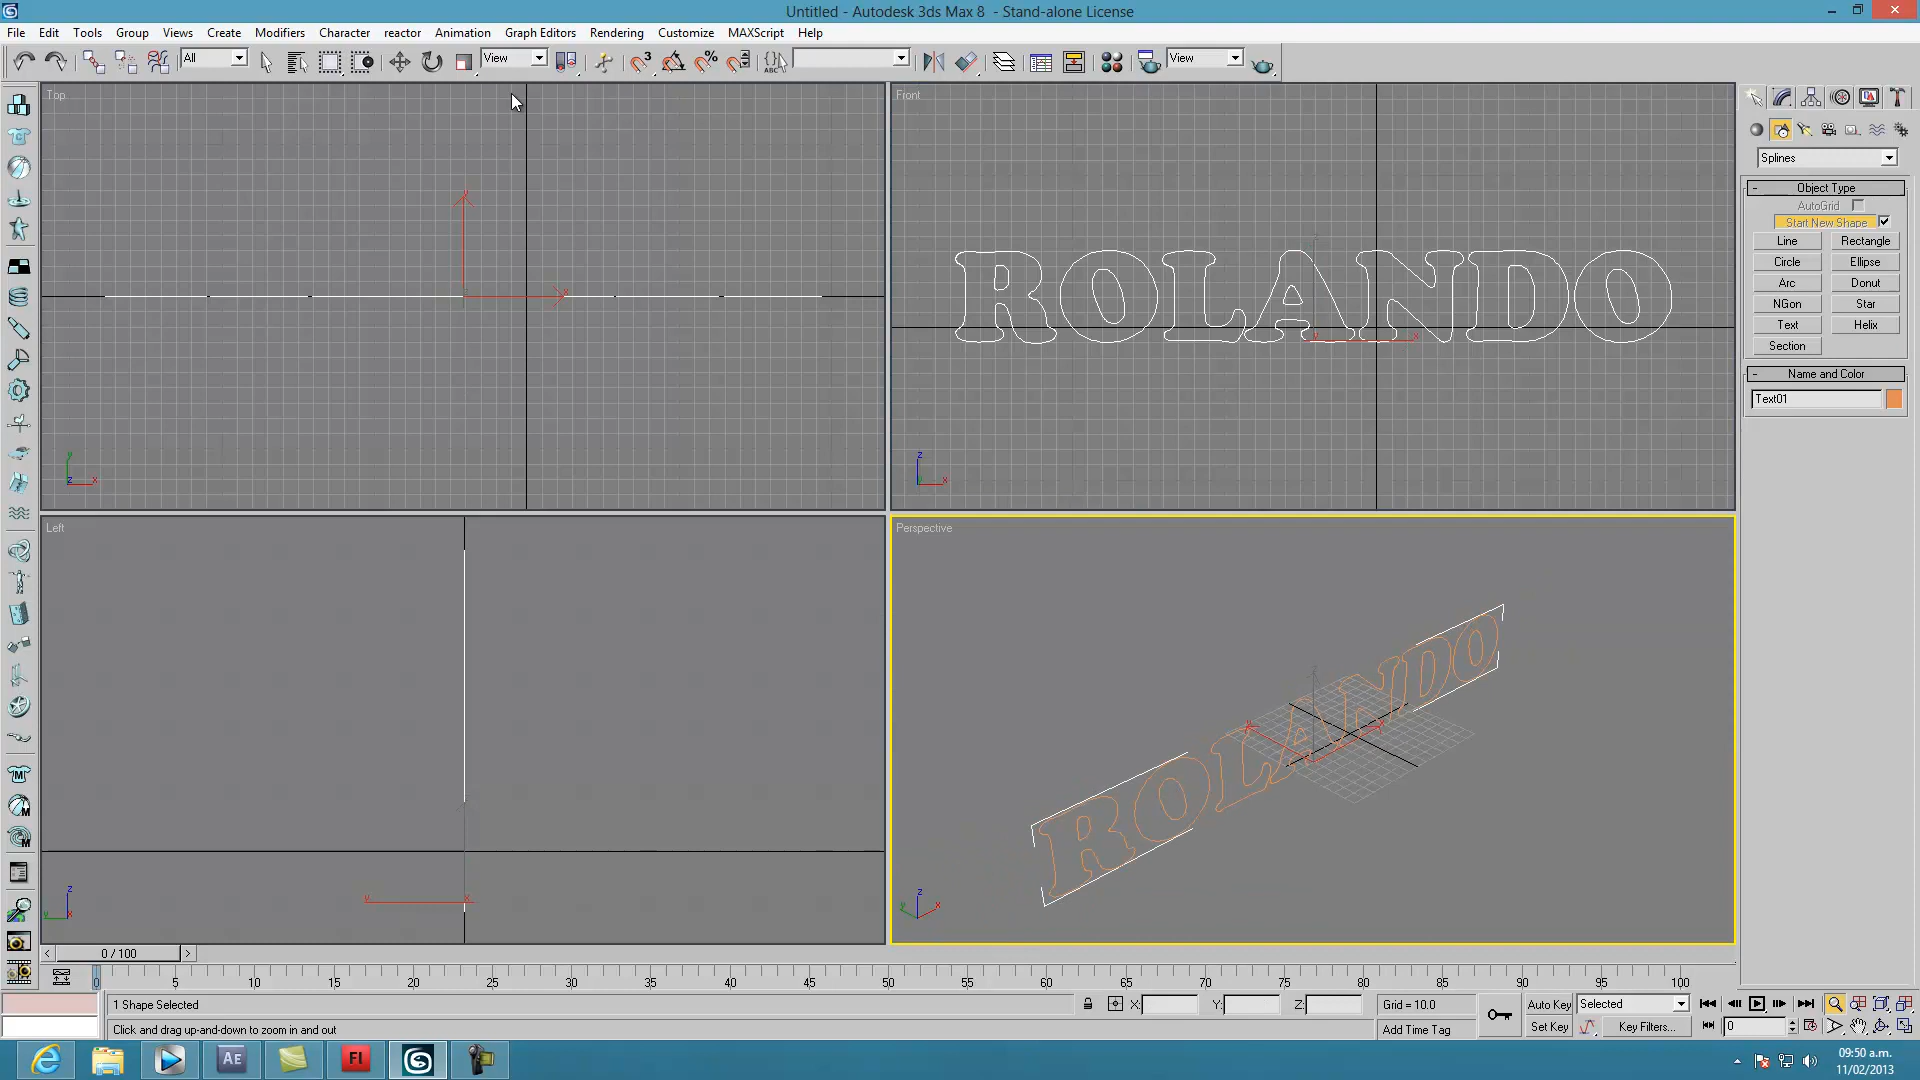 Untitled - Autodesk 3ds Max 8 - Stand-alone License
File Edit Tools Group Views Create Modifiers Character reactor Animation Graph Editors Rendering Customize MAXScript Help
All View View
Top
Front
ROLANDO
Left
Perspective
ROLANDO
Splines
Object Type
AutoGrid
Start New Shape
Line Rectangle
Circle Ellipse
Arc Donut
NGon Star
Text Helix
Section
Name and Color
Text01
0 / 100
0 5 10 15 20 25 30 35 40 45 50 55 60 65 70 75 80 85 90 95 100
1 Shape Selected X: Y: Z: Grid = 10.0 Auto Key Selected
Click and drag up-and-down to zoom in and out Add Time Tag Set Key Key Filters... 0
09:50 a.m.
11/02/2013